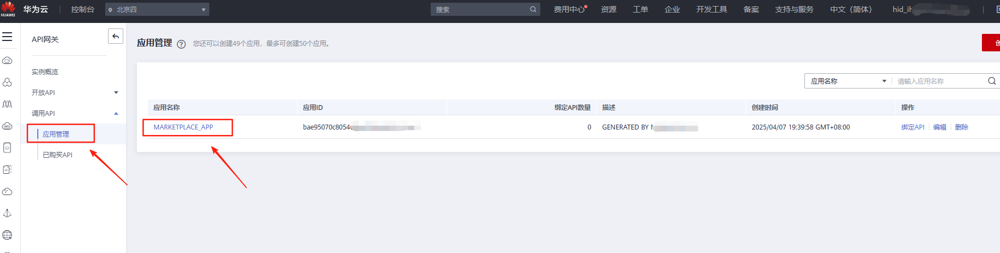 HUAWEI 华为云 控制台 北京四 搜索 费用中心 资源 工单 企业 开发工具 备案 支持与服务 中文（简体） hid_ih
API网关
应用管理 您还可以创建49个应用，最多可创建50个应用。
实例概览
开放API
调用API
应用管理
已购买API
应用名称 请输入应用名称
应用名称 应用ID 绑定API数量 描述 创建时间 操作
MARKETPLACE_APP bae95070c8054 0 GENERATED BY 2025/04/07 19:39:58 GMT+08:00 绑定API 编辑 删除